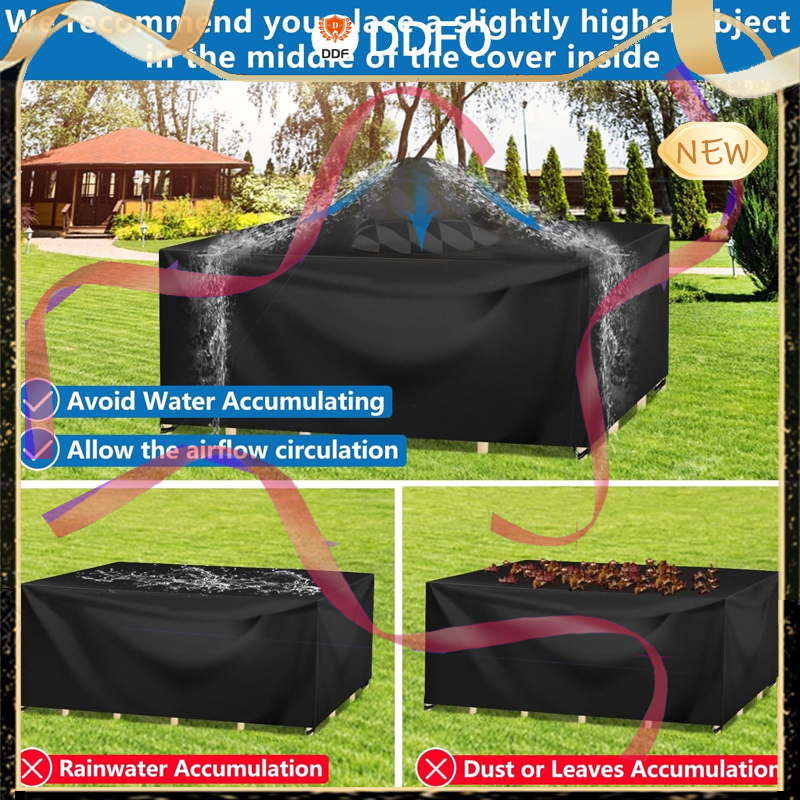 We recommend you place a slightly higher object
in the middle of the cover inside
DDF
DDFO
NEW
Avoid Water Accumulating
Allow the airflow circulation
Rainwater Accumulation
Dust or Leaves Accumulation